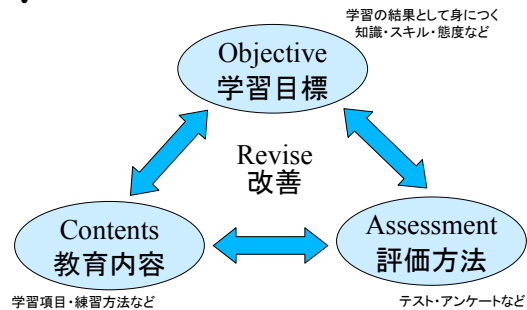 学習の結果として身につく
知識・スキル・態度など
Objective
学習目標
Revise
改善
Contents
教育内容
Assessment
評価方法
学習項目・練習方法など
テスト・アンケートなど